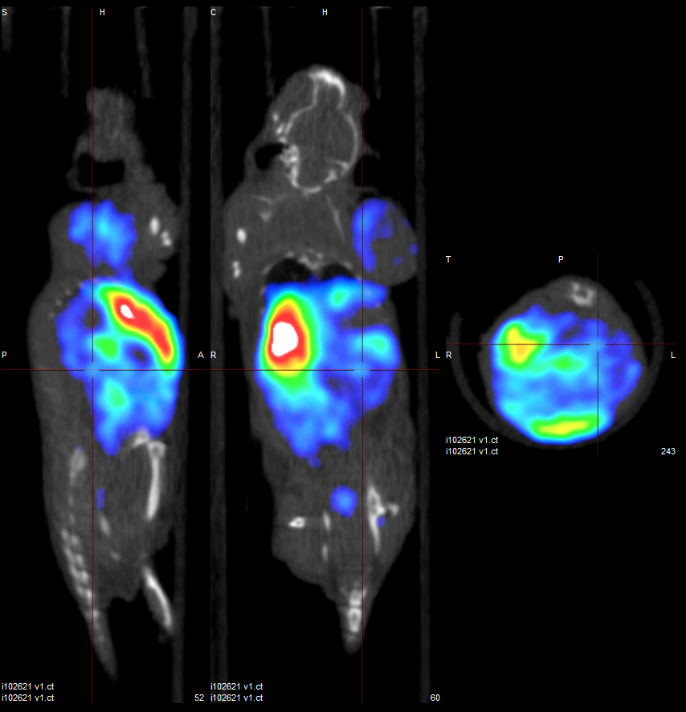 S H
C H
T P
P A
R L
R L
i102621 v1.ct
i102621 v1.ct 243
i102621 v1.ct
i102621 v1.ct 52
i102621 v1.ct
i102621 v1.ct 60